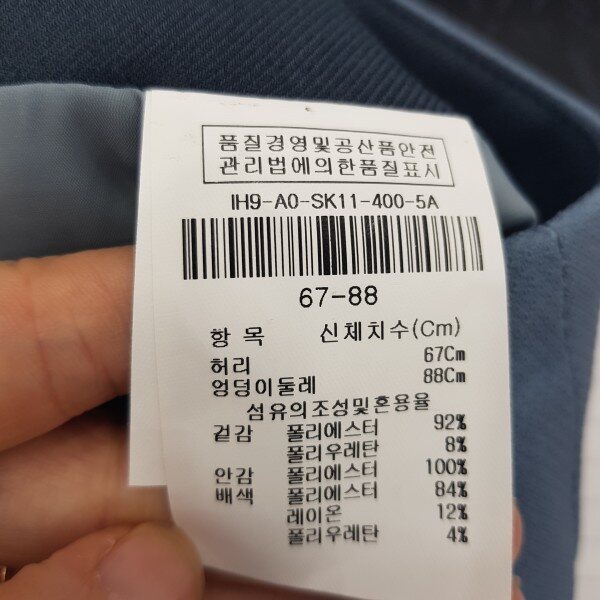 품질경영및공산품안전
관리법에의한품질표시
IH9-A0-SK11-400-5A
67-88
항 목 신체치수(Cm)
허리 67Cm
엉덩이둘레 88Cm
섬유의조성및혼용율
겉감 폴리에스터 92%
폴리우레탄 8%
안감 폴리에스터 100%
배색 폴리에스터 84%
레이온 12%
폴리우레탄 4%